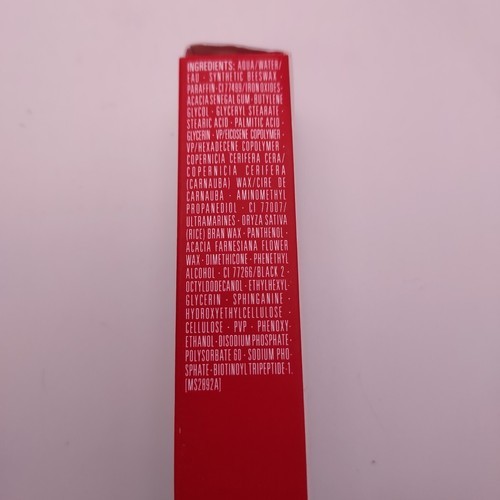 INGREDIENTS: AQUA/WATER/
EAU · SYNTHETIC BEESWAX ·
PARAFFIN · CI 77499/IRON OXIDES ·
ACACIA SENEGAL GUM · BUTYLENE
GLYCOL · GLYCERYL STEARATE ·
STEARIC ACID · PALMITIC ACID ·
GLYCERIN · VP/EICOSENE COPOLYMER ·
VP/HEXADECENE COPOLYMER ·
COPERNICIA CERIFERA CERA/
COPERNICIA CERIFERA
(CARNAUBA) WAX/CIRE DE
CARNAUBA · AMINOMETHYL
PROPANEDIOL · CI 77007/
ULTRAMARINES · ORYZA SATIVA
(RICE) BRAN WAX · PANTHENOL ·
ACACIA FARNESIANA FLOWER
WAX · DIMETHICONE · PHENETHYL
ALCOHOL · CI 77266/BLACK 2 ·
OCTYLDODECANOL · ETHYLHEXYL-
GLYCERIN · SPHINGANINE ·
HYDROXYETHYLCELLULOSE ·
CELLULOSE · PVP · PHENOXY-
ETHANOL · DISODIUM PHOSPHATE ·
POLYSORBATE 60 · SODIUM PHO-
SPHATE · BIOTINOYL TRIPEPTIDE-1.
[MS2892A]